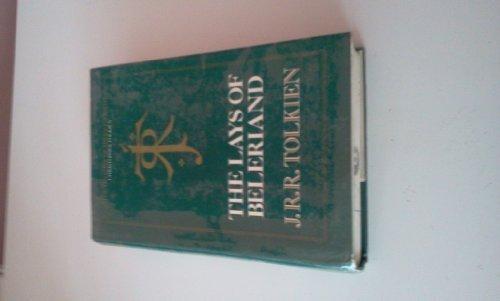 THE LAYS OF
BELERIAND
J.R.R. TOLKIEN